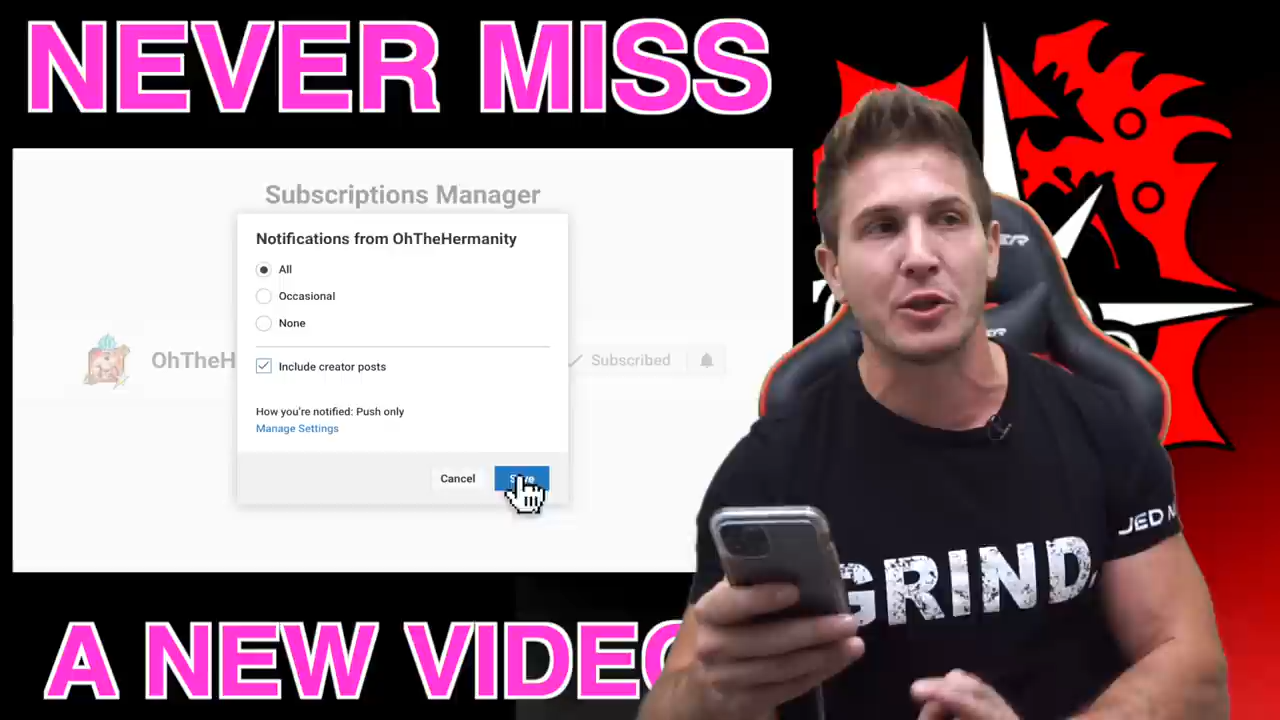 NEVER MISS
Subscriptions Manager
Notifications from OhTheHermanity
All
Occasional
None
OhTheH
Subscribed
Include creator posts
How you're notified: Push only
Manage Settings
Cancel
JED
GRIND.
A NEW VIDEO